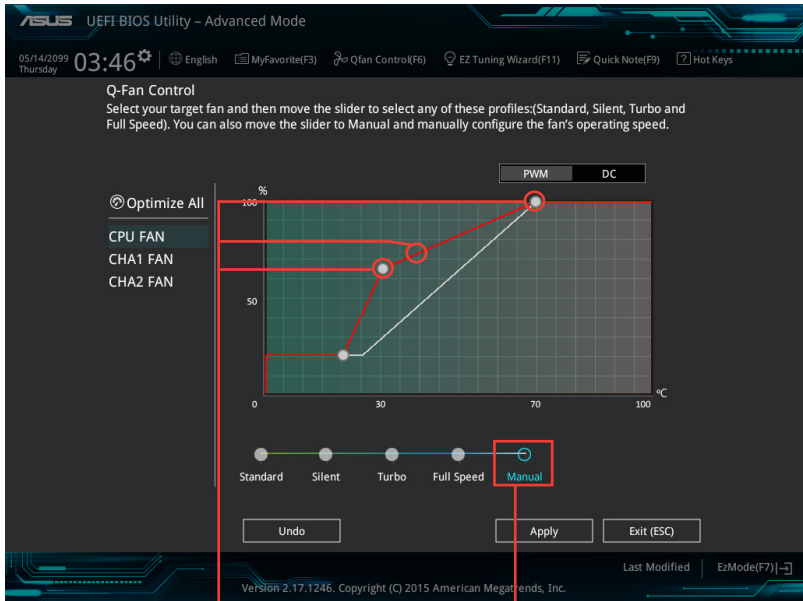 ASUS UEFI BIOS Utility – Advanced Mode
05/14/2099
Thursday
03:46
English
MyFavorite(F3)
Qfan Control(F6)
EZ Tuning Wizard(F11)
Quick Note(F9)
? Hot Keys
Q-Fan Control
Select your target fan and then move the slider to select any of these profiles:(Standard, Silent, Turbo and
Full Speed). You can also move the slider to Manual and manually configure the fan's operating speed.
PWM
DC
Optimize All
CPU FAN
CHA1 FAN
CHA2 FAN
%
100
50
0
30
70
100
ºC
Standard
Silent
Turbo
Full Speed
Manual
Undo
Apply
Exit (ESC)
Last Modified
EzMode(F7)
Version 2.17.1246. Copyright (C) 2015 American Megatrends, Inc.